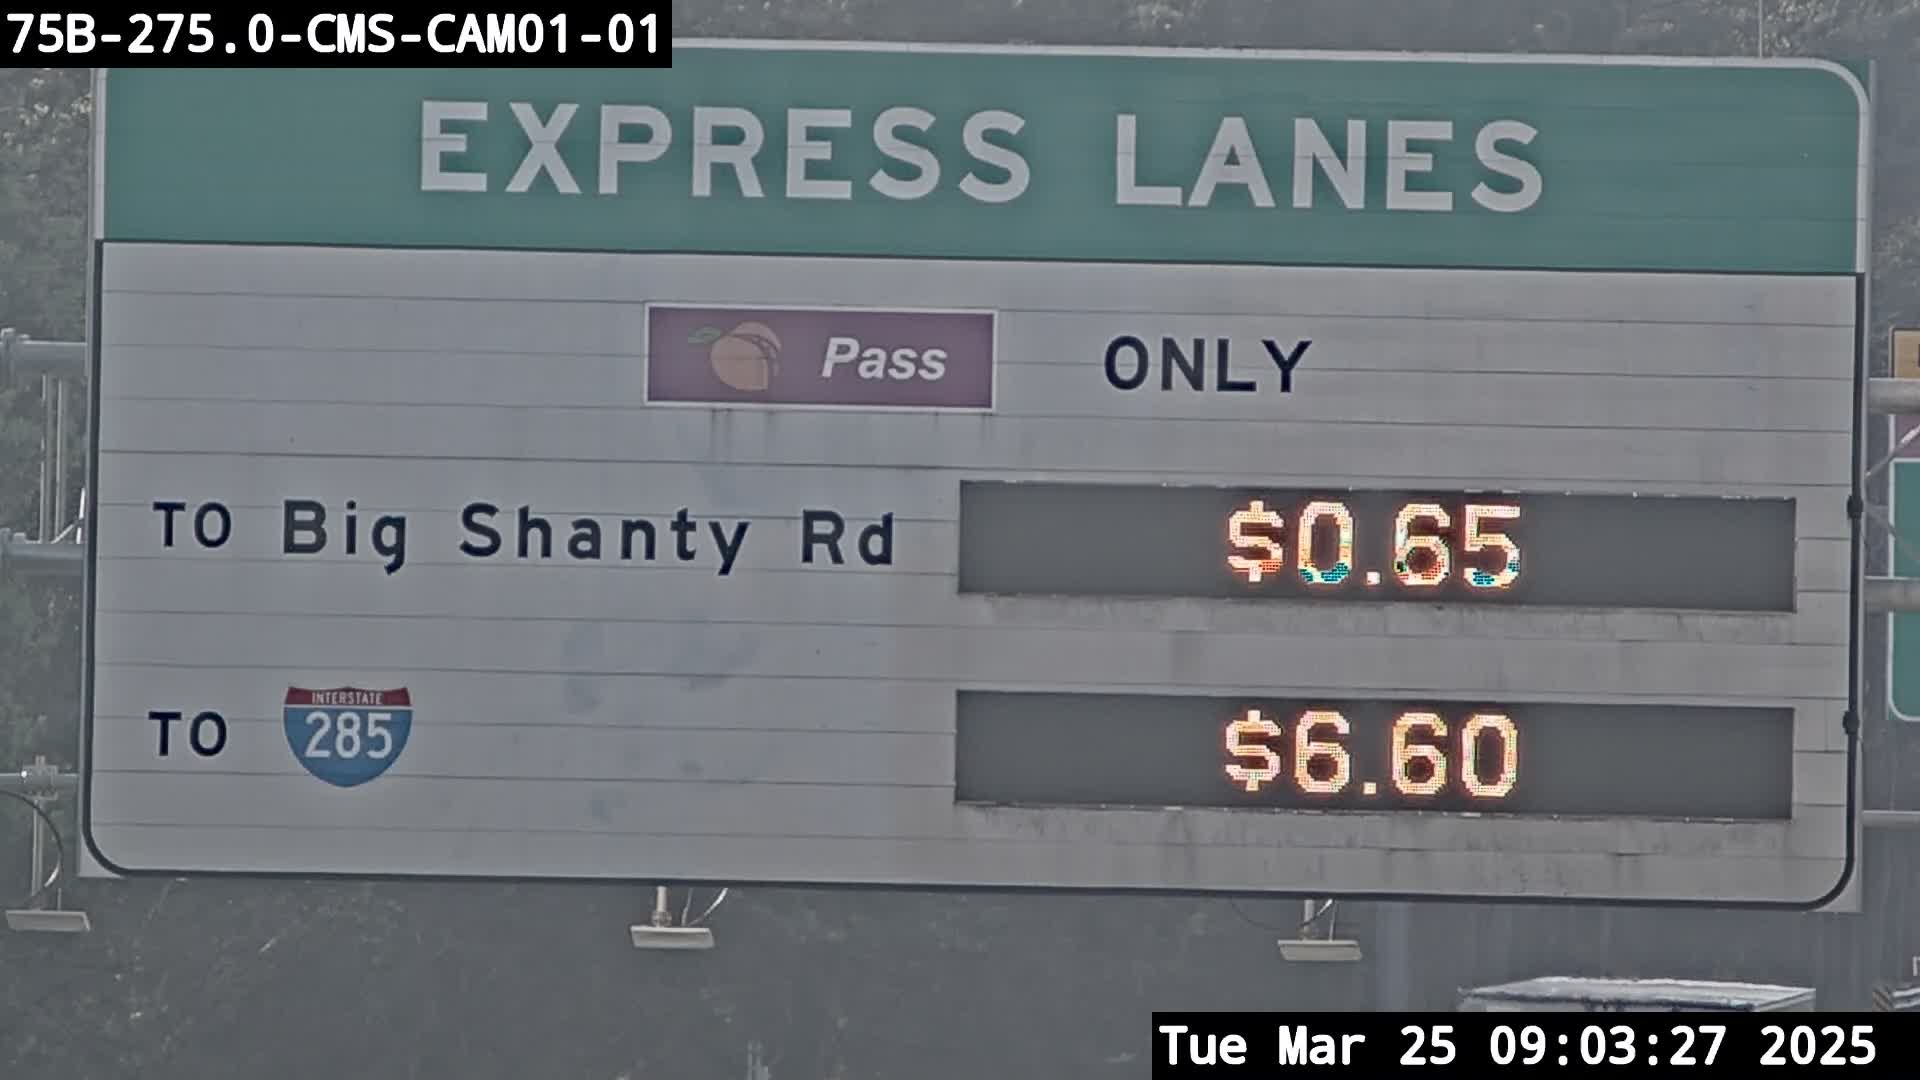 75B-275.0-CMS-CAM01-01
EXPRESS LANES
Pass ONLY
TO Big Shanty Rd $0.65
INTERSTATE
TO 285 $6.60
Tue Mar 25 09:03:27 2025